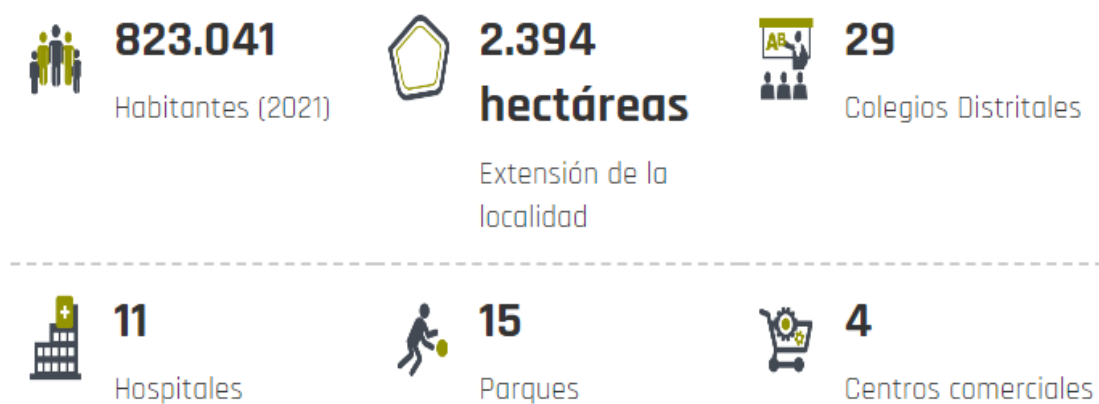 823.041
Habitantes (2021)
2.394
hectáreas
Extensión de la
localidad
AB
29
Colegios Distritales
11
Hospitales
15
Parques
4
Centros comerciales